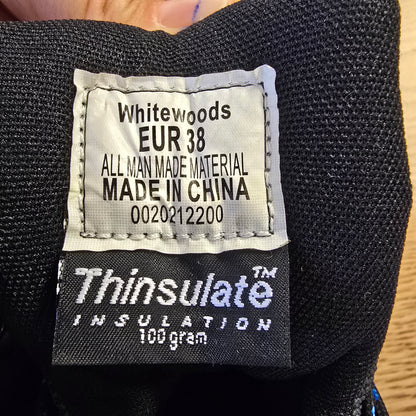 Whitewoods
EUR 38
ALL MAN MADE MATERIAL
MADE IN CHINA
0020212200
Thinsulate™
INSULATION
100 gram